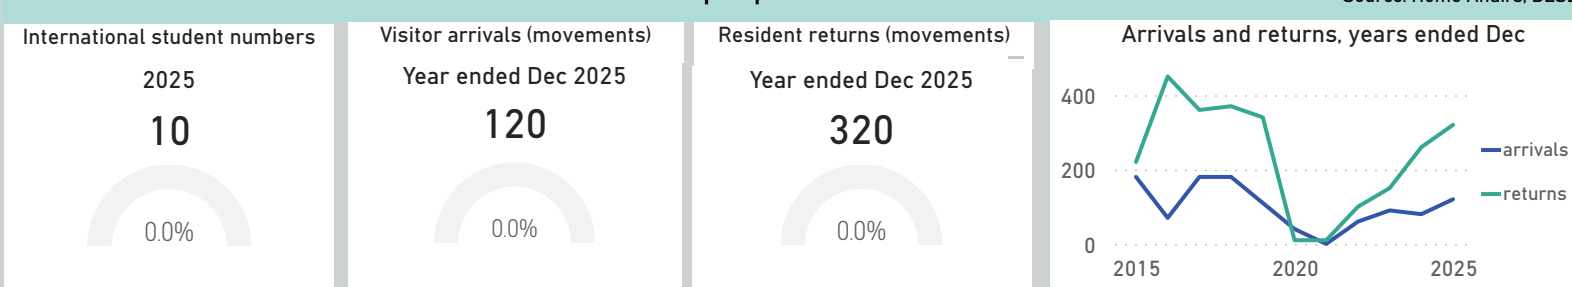 International student numbers
2025
10
0.0%
Visitor arrivals (movements)
Year ended Dec 2025
120
0.0%
Resident returns (movements)
Year ended Dec 2025
320
0.0%
Arrivals and returns, years ended Dec
400
200
0
2015
2020
2025
arrivals
returns